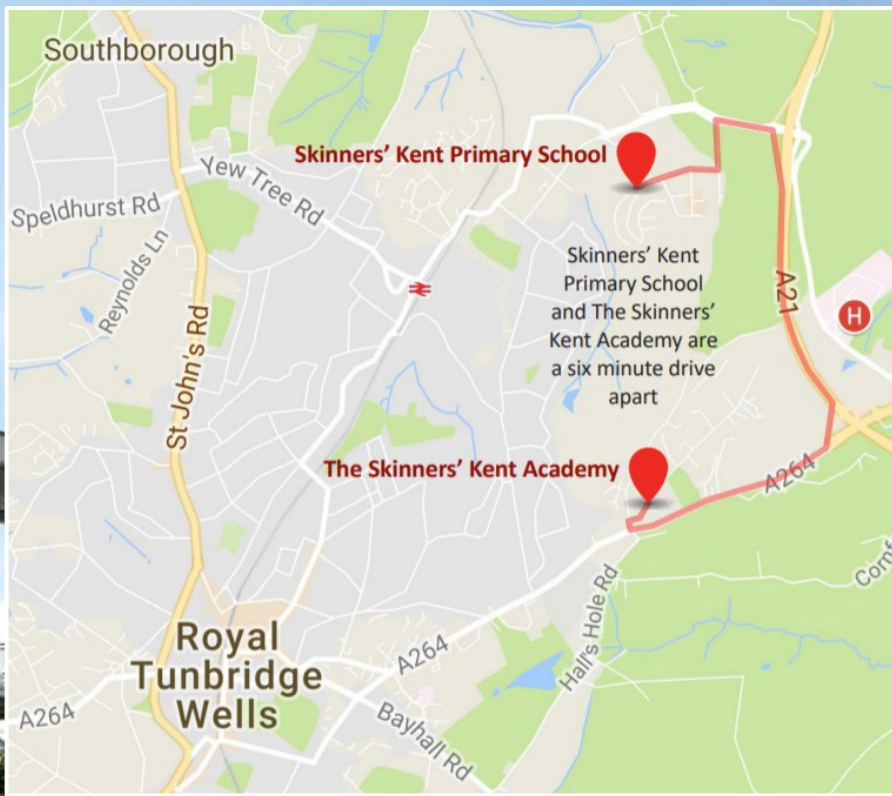 Southborough
Skinners' Kent Primary School
Yew Tree Rd
Speldhurst Rd
Reynolds Ln
Skinners' Kent
Primary School
and The Skinners'
Kent Academy are
a six minute drive
apart
A21
H
St John's Rd
The Skinners' Kent Academy
A264
Hall's Hole Rd
Royal
Tunbridge
Wells
A264
A264
Bayhall Rd